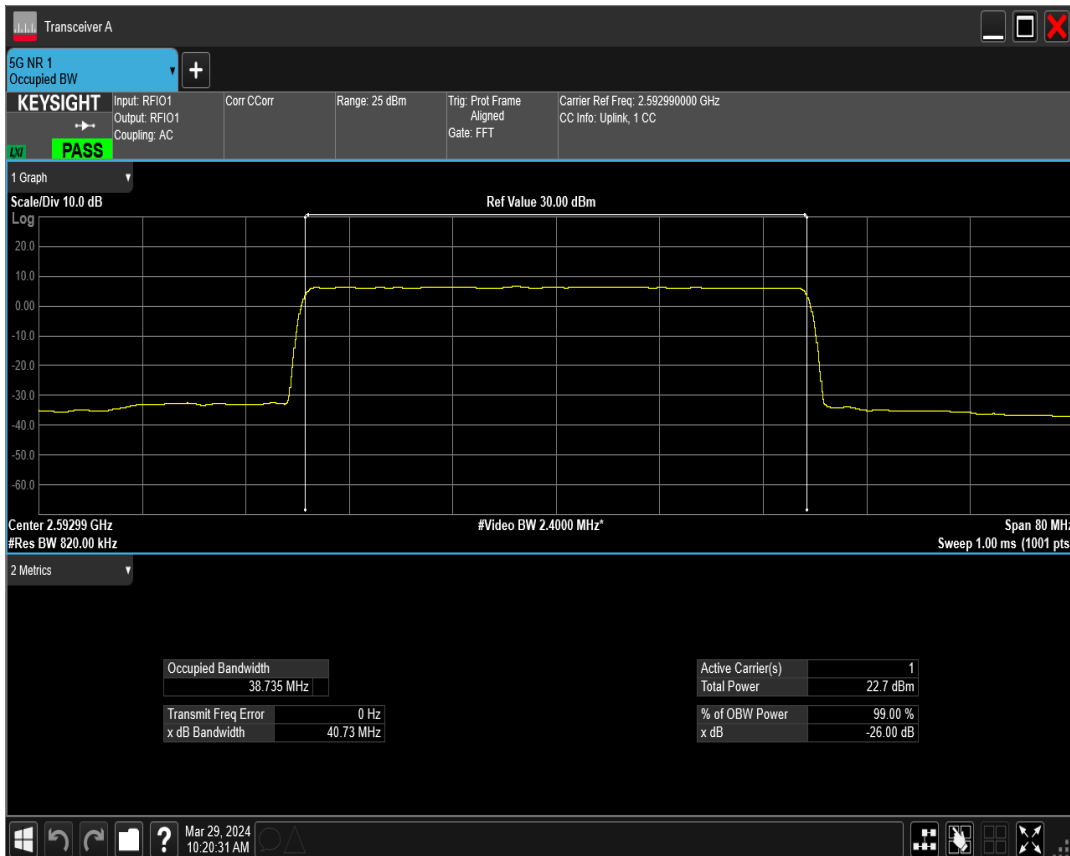 Transceiver A
5G NR 1
Occupied BW
+
KEYSIGHT
LXI
PASS
Input: RFIO1
Output: RFIO1
Coupling: AC
Corr CCorr
Range: 25 dBm
Trig: Prot Frame
Aligned
Gate: FFT
Carrier Ref Freq: 2.592990000 GHz
CC Info: Uplink, 1 CC
1 Graph
Scale/Div 10.0 dB
Ref Value 30.00 dBm
Log
20.0
10.0
0.00
-10.0
-20.0
-30.0
-40.0
-50.0
-60.0
Center 2.59299 GHz
#Video BW 2.4000 MHz*
Span 80 MHz
#Res BW 820.00 kHz
Sweep 1.00 ms (1001 pts
2 Metrics
Occupied Bandwidth
38.735 MHz
Transmit Freq Error 0 Hz
x dB Bandwidth 40.73 MHz
Active Carrier(s) 1
Total Power 22.7 dBm
% of OBW Power 99.00 %
x dB -26.00 dB
?
Mar 29, 2024
10:20:31 AM